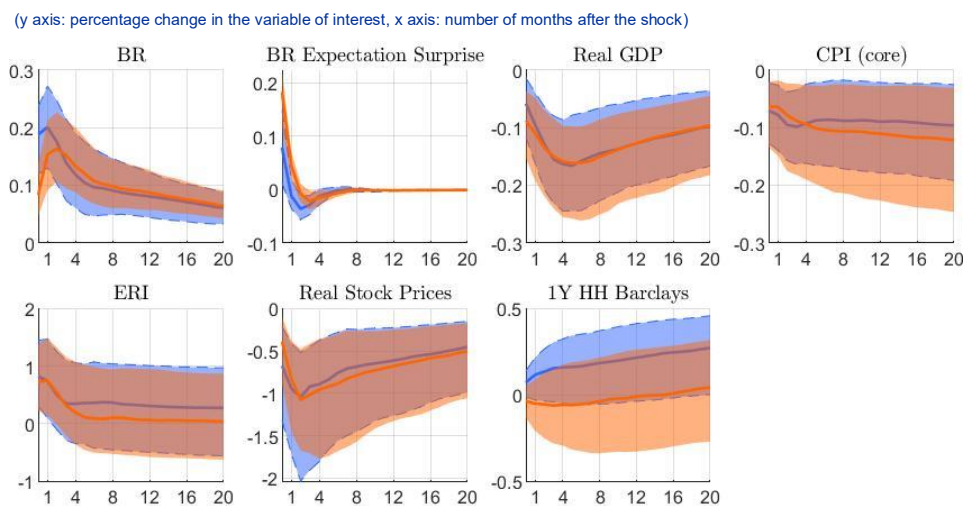 (y axis: percentage change in the variable of interest, x axis: number of months after the shock)
BR BR Expectation Surprise Real GDP CPI (core)
0.3 0.2 0 0
0.2 0.1 -0.1 -0.1
0.1 0 -0.2 -0.2
0 -0.1 -0.3 -0.3
1 4 8 12 16 20 1 4 8 12 16 20 1 4 8 12 16 20 1 4 8 12 16 20
ERI Real Stock Prices 1Y HH Barclays
2 0 0.5
1 -0.5 0
0 -1 -0.5
-1 -1.5
-2
1 4 8 12 16 20 1 4 8 12 16 20 1 4 8 12 16 20